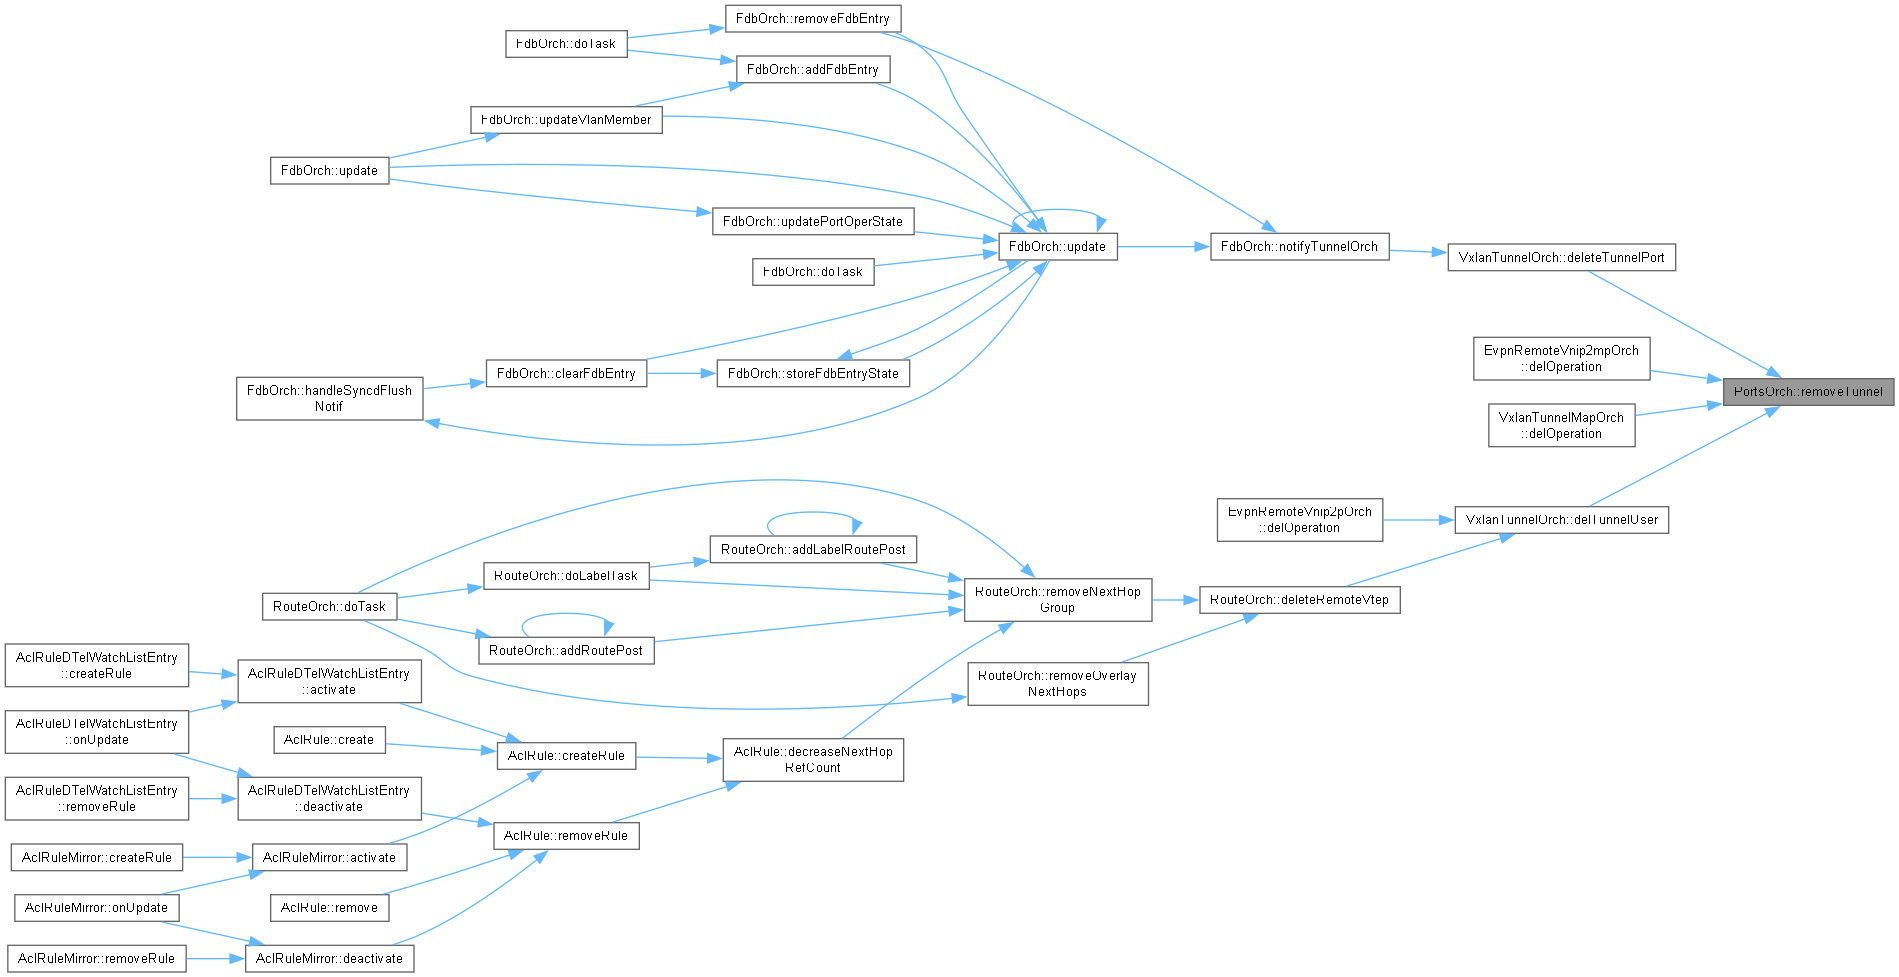 FdbOrch::removeFdbEntry
FdbOrch::doTask
FdbOrch::addFdbEntry
FdbOrch::updateVlanMember
FdbOrch::update
FdbOrch::updatePortOperState
FdbOrch::update
FdbOrch::notifyTunnelOrch
VxlanTunnelOrch::deleteTunnelPort
FdbOrch::doTask
EvpnRemoteVnip2mpOrch
::delOperation
FdbOrch::clearFdbEntry
FdbOrch::storeFdbEntryState
FdbOrch::handleSyncdFlush
Notif
PortsOrch::removeTunnel
VxlanTunnelMapOrch
::delOperation
EvpnRemoteVnip2pOrch
::delOperation
VxlanTunnelOrch::delTunnelUser
RouteOrch::addLabelRoutePost
RouteOrch::doLabelTask
RouteOrch::removeNextHop
Group
RouteOrch::deleteRemoteVtep
RouteOrch::doTask
RouteOrch::addRoutePost
AclRuleDTelWatchListEntry
::createRule
AclRuleDTelWatchListEntry
::activate
RouteOrch::removeOverlay
NextHops
AclRuleDTelWatchListEntry
::onUpdate
AclRule::create
AclRule::createRule
AclRule::decreaseNextHop
RefCount
AclRuleDTelWatchListEntry
::removeRule
AclRuleDTelWatchListEntry
::deactivate
AclRule::removeRule
AclRuleMirror::createRule
AclRuleMirror::activate
AclRuleMirror::onUpdate
AclRule::remove
AclRuleMirror::removeRule
AclRuleMirror::deactivate